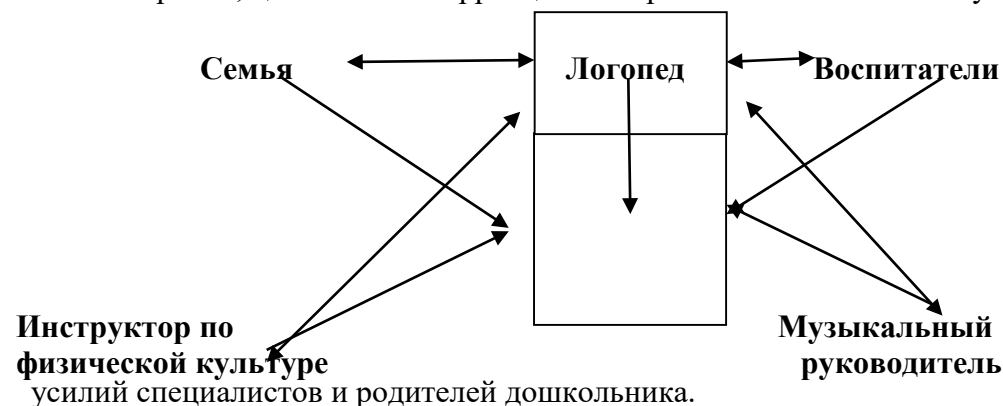 Семья Логопед Воспитатели
Инструктор по Музыкальный
физической культуре руководитель
усилий специалистов и родителей дошкольника.